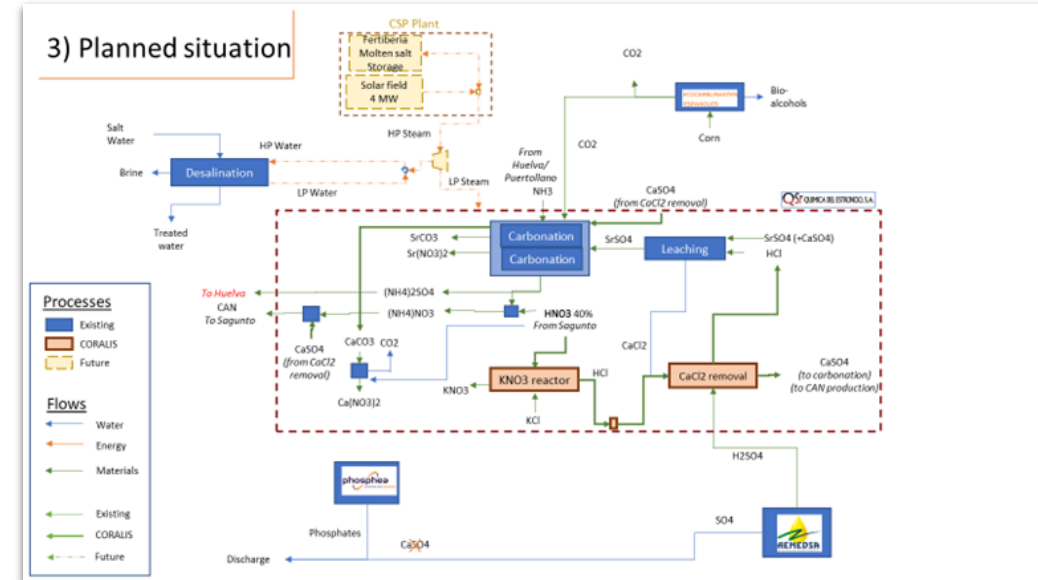 3) Planned situation
CSP Plant
Fertiberia
Molten salt
Storage
Solar field
4 MW
CO2
Bio-
alcohols
Corn
CO2
HP Steam
LP Steam
Salt
Water
HP Water
Brine
Desalination
LP Water
Treated
water
From
Huelva/
Puertollano
NH3
CaSO4
(from CaCl2 removal)
QSr QUIMICA DEL ESTRONCIO, S.A.
Carbonation
Carbonation
SrCO3
Sr(NO3)2
SrSO4
Leaching
SrSO4 (+CaSO4)
HCl
To Huelva
CAN
To Sagunto
(NH4)2SO4
(NH4)NO3
HNO3 40%
From Sagunto
CaSO4
(from CaCl2
removal)
CaCO3
CO2
Ca(NO3)2
KNO3
KNO3 reactor
KCl
HCl
CaCl2
CaCl2 removal
CaSO4
(to carbonation)
(to CAN production)
H2SO4
Processes
Existing
CORALIS
Future
Flows
Water
Energy
Materials
Existing
CORALIS
Future
phosphea
Phosphates
Discharge
CaSO4
SO4
AEMEDSA